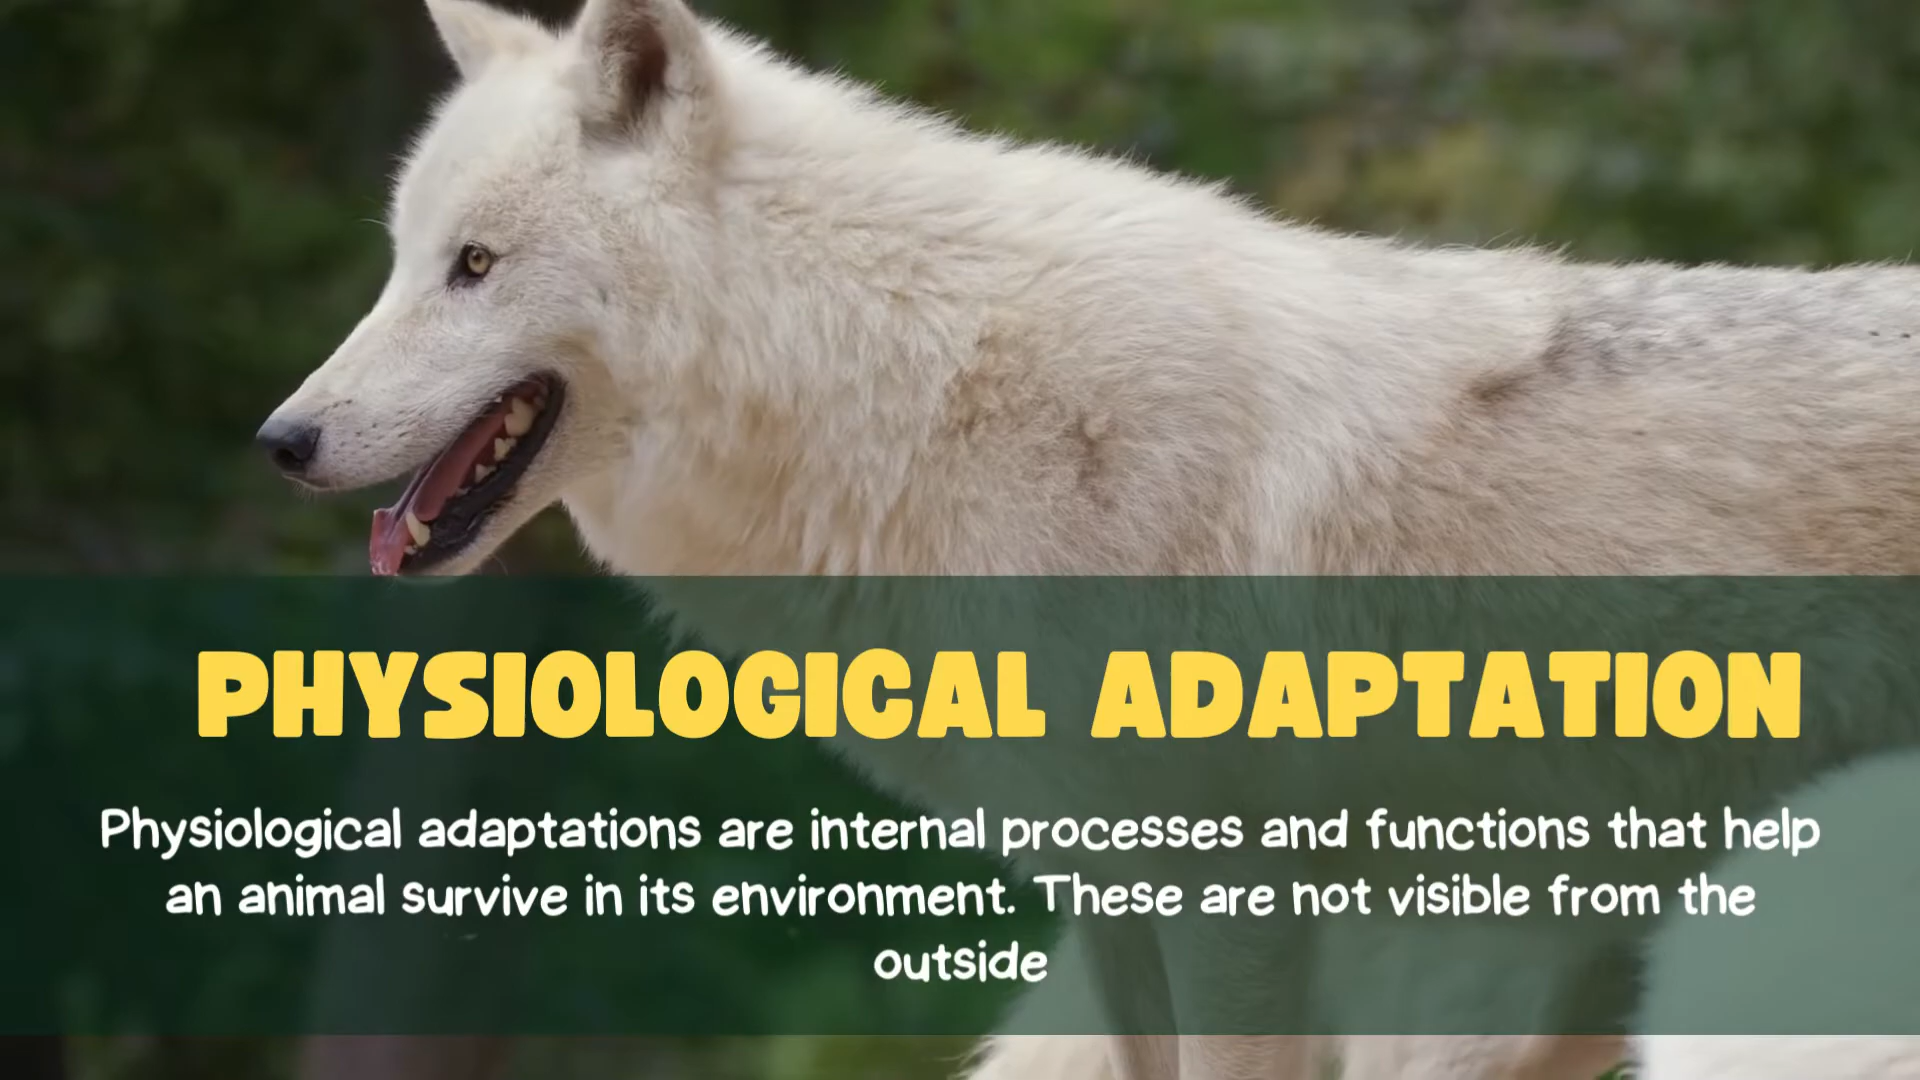 PHYSIOLOGICAL ADAPTATION
Physiological adaptations are internal processes and functions that help
an animal survive in its environment. These are not visible from the
outside